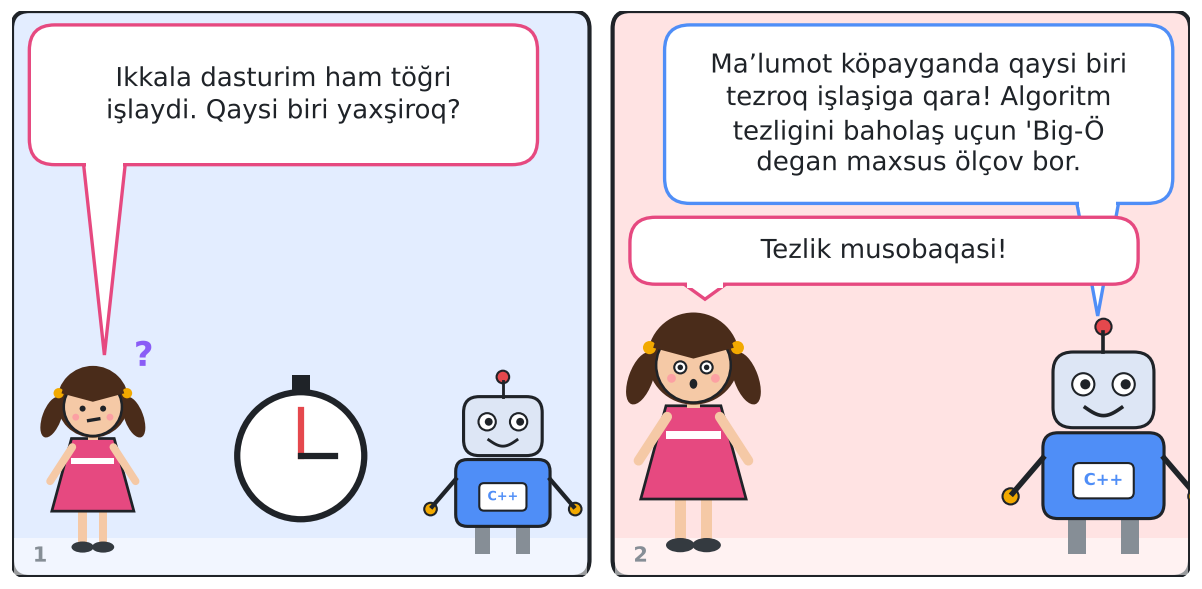 Ikkala dasturim ham töğri
işlaydi. Qaysi biri yaxşiroq?
?
C++
1
Ma’lumot köpayganda qaysi biri
tezroq işlaşiga qara! Algoritm
tezligini baholaş uçun 'Big-Ö
degan maxsus ölçov bor.
Tezlik musobaqasi!
C++
2